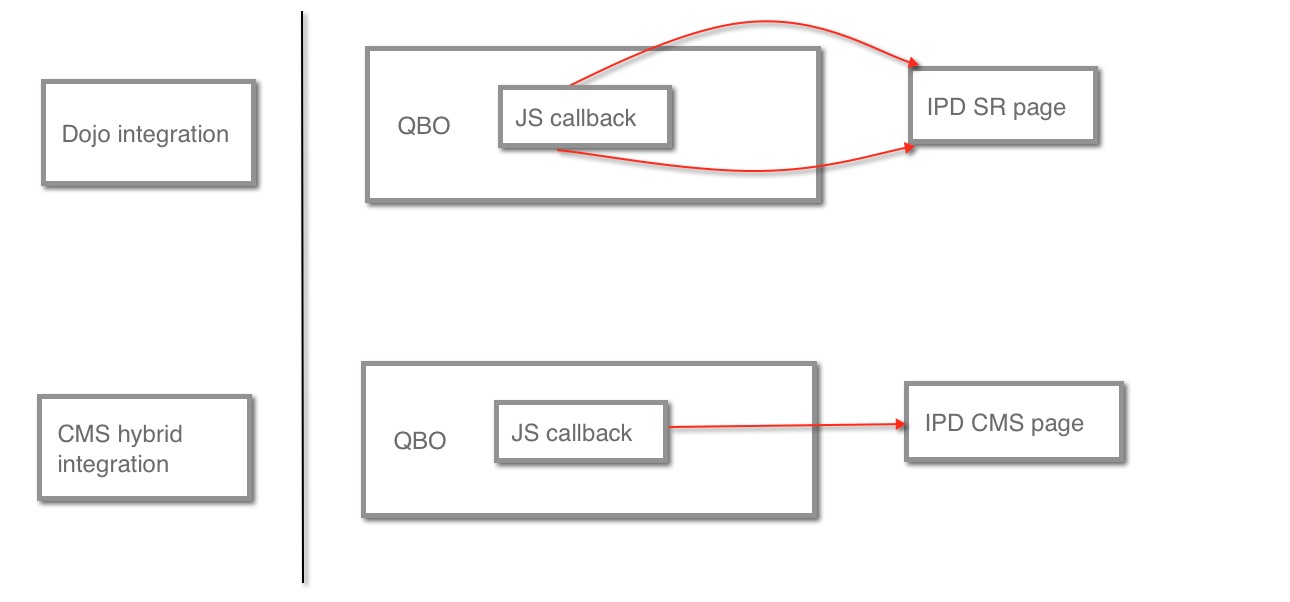 Dojo integration
QBO
JS callback
IPD SR page
CMS hybrid
integration
QBO
JS callback
IPD CMS page